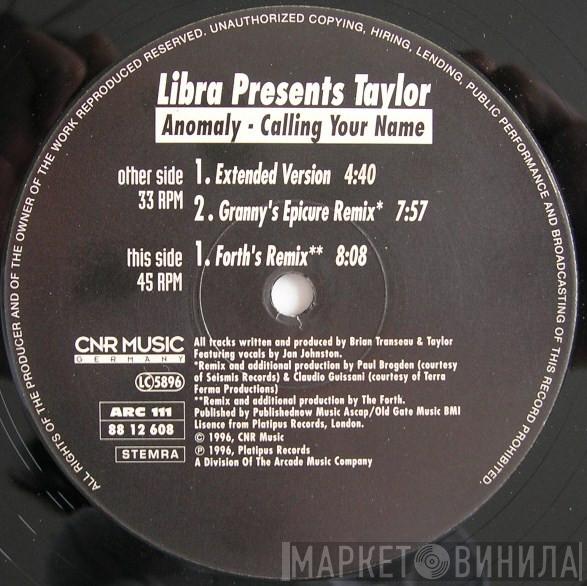 ALL RIGHTS OF THE PRODUCER AND OF THE OWNER OF THE WORK REPRODUCED RESERVED. UNAUTHORIZED COPYING, HIRING, LENDING, PUBLIC PERFORMANCE AND BROADCASTING OF THIS RECORD PROHIBITED.
Libra Presents Taylor
Anomaly - Calling Your Name
other side
33 RPM
1. Extended Version 4:40
2. Granny's Epicure Remix* 7:57
this side
45 RPM
1. Forth's Remix** 8:08
CNR MUSIC
GERMANY
LC5896
ARC 111
88 12 608
STEMRA
All tracks written and produced by Brian Transeau & Taylor
Featuring vocals by Jan Johnston.
*Remix and additional production by Paul Brogden (courtesy
of Seismis Records) & Claudio Guissani (courtesy of Terra
Ferma Productions)
**Remix and additional production by The Forth.
Published by Publishednow Music Ascap/Old Gate Music BMI
Lisence from Platipus Records, London.
© 1996, CNR Music
℗ 1996, Platipus Records
A Division Of The Arcade Music Company
МАРКЕТ ВИНИЛА